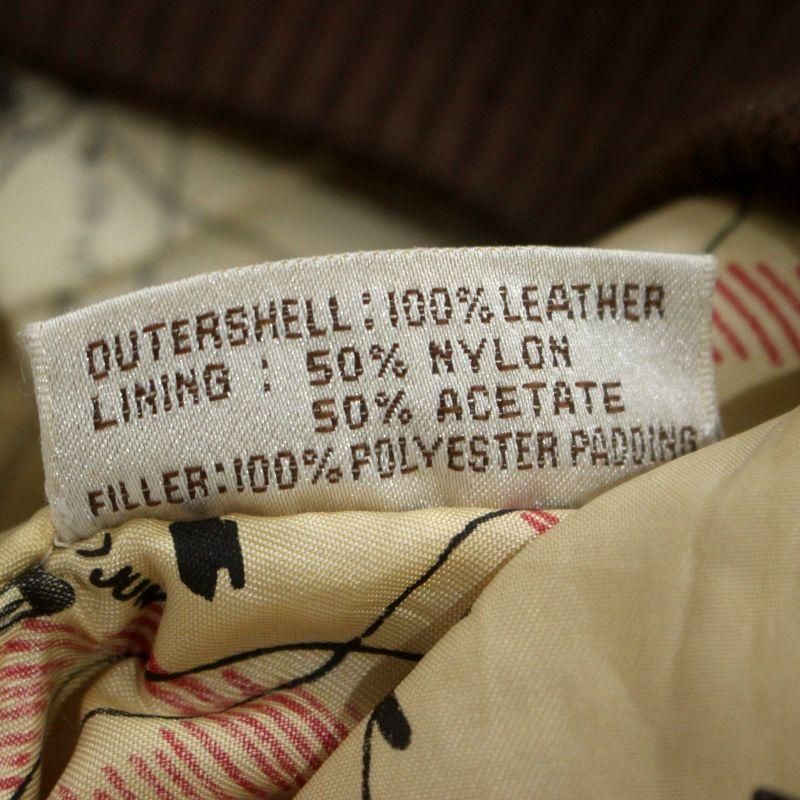 OUTERSHELL:100% LEATHER
LINING : 50% NYLON
50% ACETATE
FILLER:100% POLYESTER PADDING